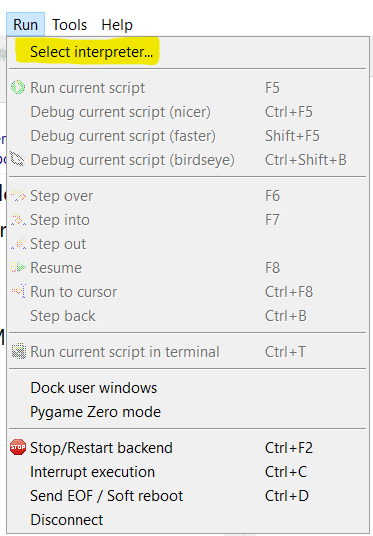 Run Tools Help
Select interpreter...
Run current script F5
Debug current script (nicer) Ctrl+F5
Debug current script (faster) Shift+F5
Debug current script (birdseye) Ctrl+Shift+B
Step over F6
Step into F7
Step out
Resume F8
Run to cursor Ctrl+F8
Step back Ctrl+B
Run current script in terminal Ctrl+T
Dock user windows
Pygame Zero mode
STOP Stop/Restart backend Ctrl+F2
Interrupt execution Ctrl+C
Send EOF / Soft reboot Ctrl+D
Disconnect